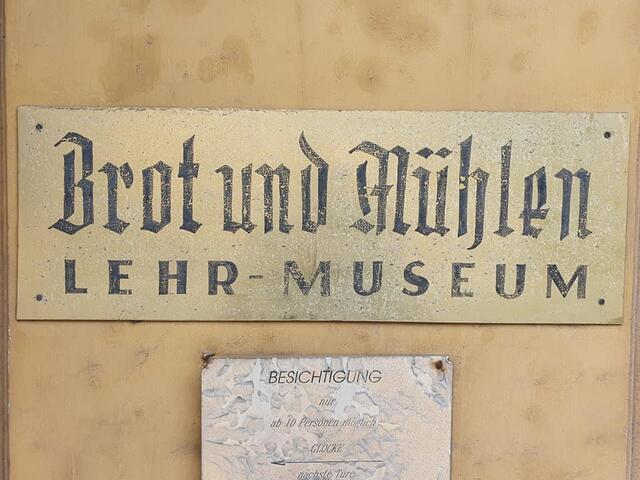 Brot und Mühlen
LEHR-MUSEUM
BESICHTIGUNG
nur
ab 10 Personen möglich
GLOCKE
nächste Türe